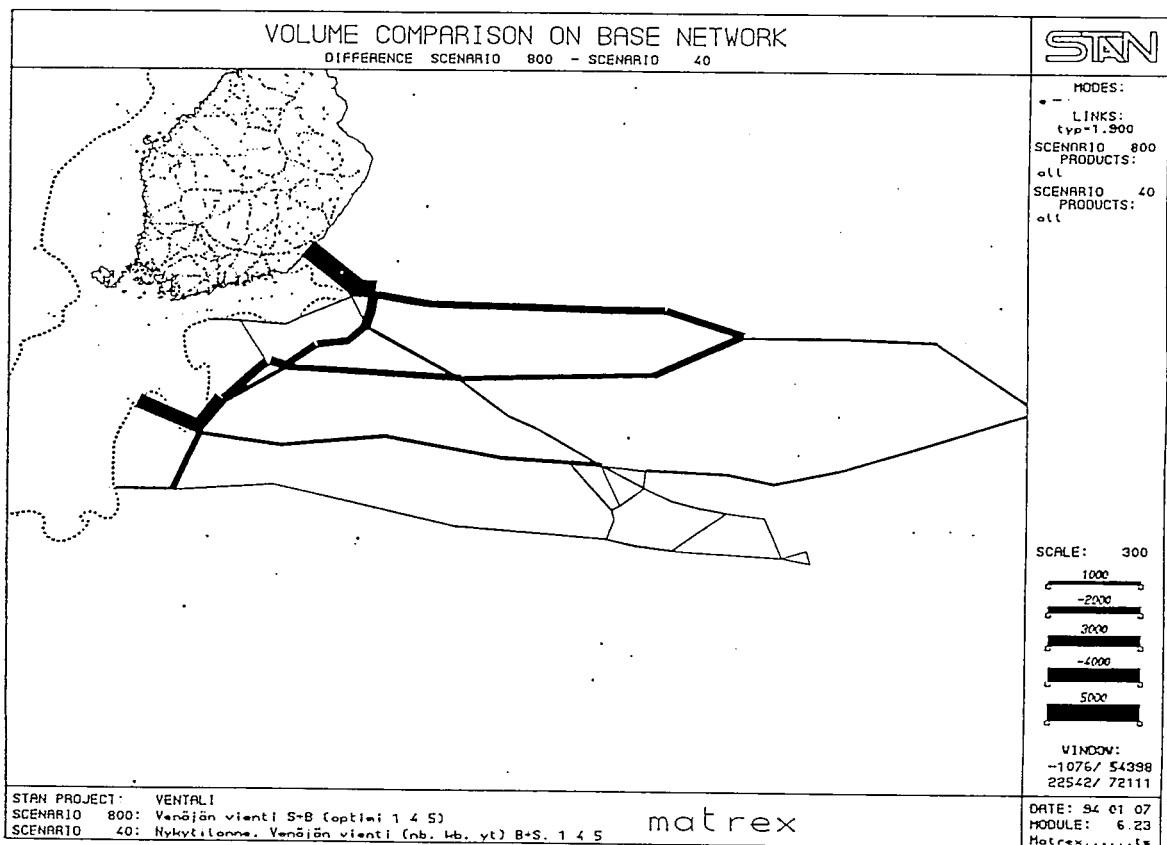 VOLUME COMPARISON ON BASE NETWORK
DIFFERENCE SCENARIO 800 - SCENARIO 40
STAN
MODES:
LINKS:
typ=1.900
SCENARIO 800
PRODUCTS:
all
SCENARIO 40
PRODUCTS:
all
SCALE: 300
1000
-2000
3000
-4000
5000
WINDOW:
-1076/ 54398
22542/ 72111
STAN PROJECT: VENTALI
SCENARIO 800: Venäjän vienti S+B (optimi 1 4 5)
SCENARIO 40: Nykytilanne. Venäjän vienti (nb. kb. yt) B+S. 1 4 5
matrex
DATE: 94 01 07
MODULE: 6.23
Matrex